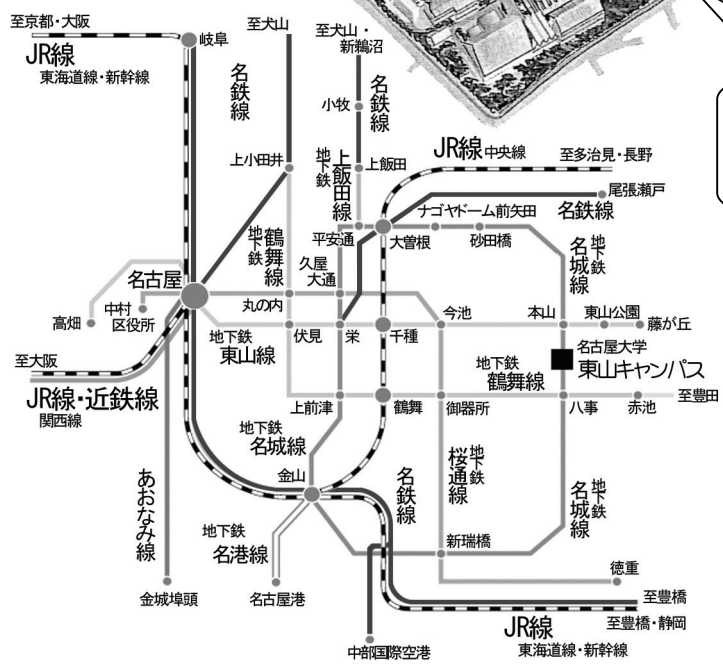 至京都・大阪
岐阜
JR線
東海道線・新幹線
至犬山
名鉄線
至犬山・
新鵜沼
小牧
名鉄線
上小田井
地下鉄
上飯田線
上飯田
JR線 中央線
至多治見・長野
尾張瀬戸
名鉄線
平安通
大曽根
ナゴヤドーム前矢田
砂田橋
地下鉄
名城線
地下鉄
鶴舞線
久屋
大通
名古屋
中村
区役所
高畑
丸の内
伏見
栄
千種
今池
本山
東山公園
藤が丘
地下鉄
東山線
名古屋大学
東山キャンパス
至大阪
JR線・近鉄線
関西線
地下鉄
鶴舞線
上前津
鶴舞
御器所
八事
赤池
至豊田
地下鉄
名城線
金山
名鉄線
地下鉄
桜通線
地下鉄
名城線
あおなみ線
地下鉄
名港線
新瑞橋
徳重
金城埠頭
名古屋港
至豊橋
至豊橋・静岡
JR線
東海道線・新幹線
中部国際空港